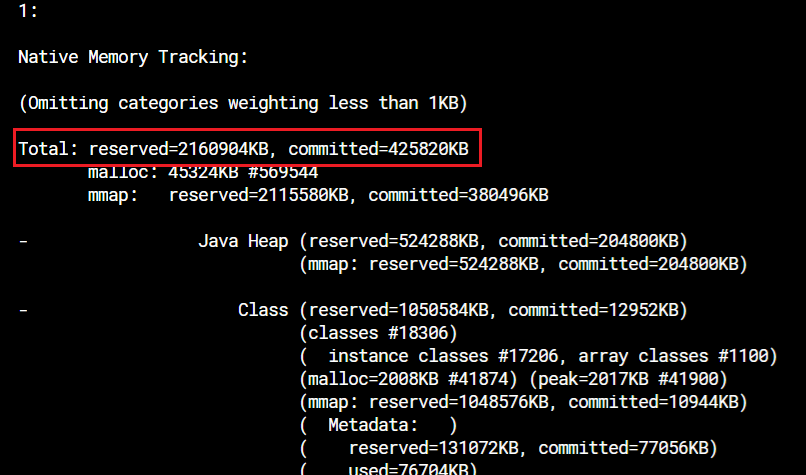 1:
Native Memory Tracking:
(Omitting categories weighting less than 1KB)
Total: reserved=2160904KB, committed=425820KB
malloc: 45324KB #569544
mmap: reserved=2115580KB, committed=380496KB
- Java Heap (reserved=524288KB, committed=204800KB)
(mmap: reserved=524288KB, committed=204800KB)
- Class (reserved=1050584KB, committed=12952KB)
(classes #18306)
( instance classes #17206, array classes #1100)
(malloc=2008KB #41874) (peak=2017KB #41900)
(mmap: reserved=1048576KB, committed=10944KB)
( Metadata: )
( reserved=131072KB, committed=77056KB)
( used=76704KB)